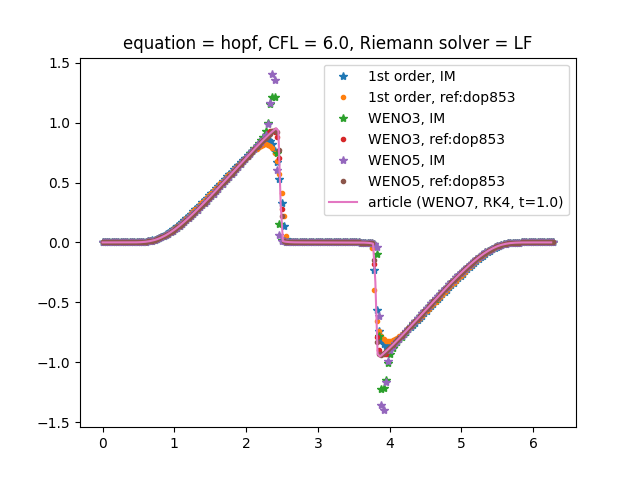 equation = hopf, CFL = 6.0, Riemann solver = LF
1.5
1.0
0.5
0.0
−0.5
−1.0
−1.5
1st order, IM
1st order, ref:dop853
WENO3, IM
WENO3, ref:dop853
WENO5, IM
WENO5, ref:dop853
article (WENO7, RK4, t=1.0)
0 1 2 3 4 5 6